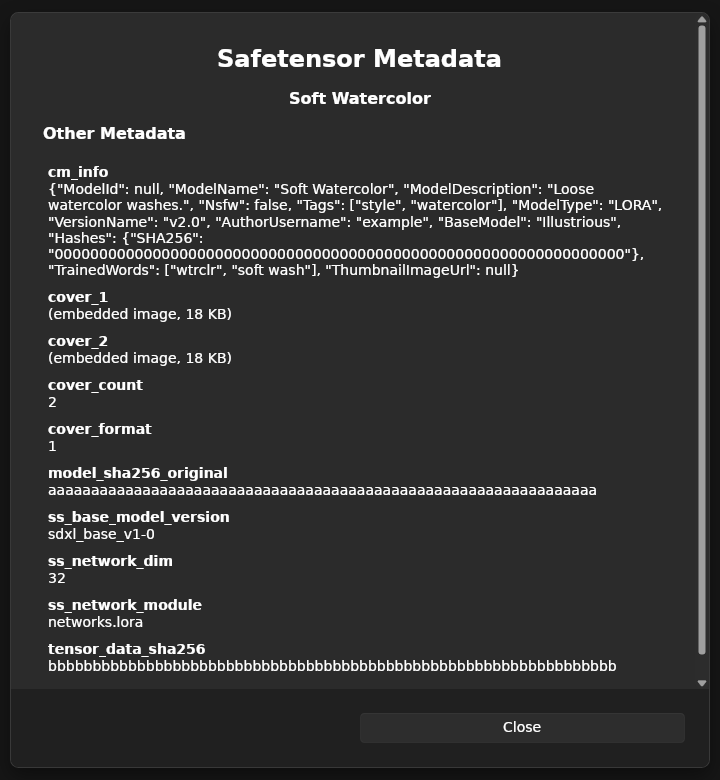 Safetensor Metadata
Soft Watercolor
Other Metadata
cm_info
{"ModelId": null, "ModelName": "Soft Watercolor", "ModelDescription": "Loose
watercolor washes.", "Nsfw": false, "Tags": ["style", "watercolor"], "ModelType": "LORA",
"VersionName": "v2.0", "AuthorUsername": "example", "BaseModel": "Illustrious",
"Hashes": {"SHA256":
"0000000000000000000000000000000000000000000000000000000000000000"},
"TrainedWords": ["wtrclr", "soft wash"], "ThumbnailImageUrl": null}
cover_1
(embedded image, 18 KB)
cover_2
(embedded image, 18 KB)
cover_count
2
cover_format
1
model_sha256_original
aaaaaaaaaaaaaaaaaaaaaaaaaaaaaaaaaaaaaaaaaaaaaaaaaaaaaaaaaaaaaaaa
ss_base_model_version
sdxl_base_v1-0
ss_network_dim
32
ss_network_module
networks.lora
tensor_data_sha256
bbbbbbbbbbbbbbbbbbbbbbbbbbbbbbbbbbbbbbbbbbbbbbbbbbbbbbbbbbbbbbbb
Close